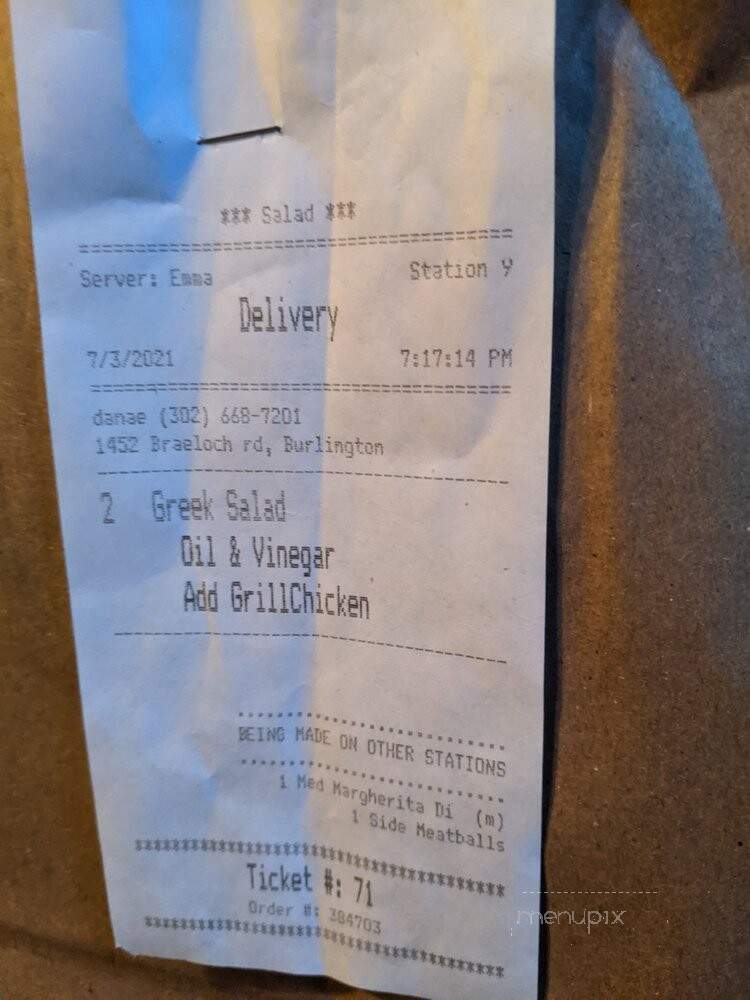 *** Salad ***
Server: Emma Station 9
Delivery
7/3/2021 7:17:14 PM
danae (302) 668-7201
1452 Braeloch rd, Burlington
2 Greek Salad
Oil & Vinegar
Add GrillChicken
BEING MADE ON OTHER STATIONS
1 Med Margherita Di (m)
1 Side Meatballs
Ticket #: 71
Order #: 384703
menupix